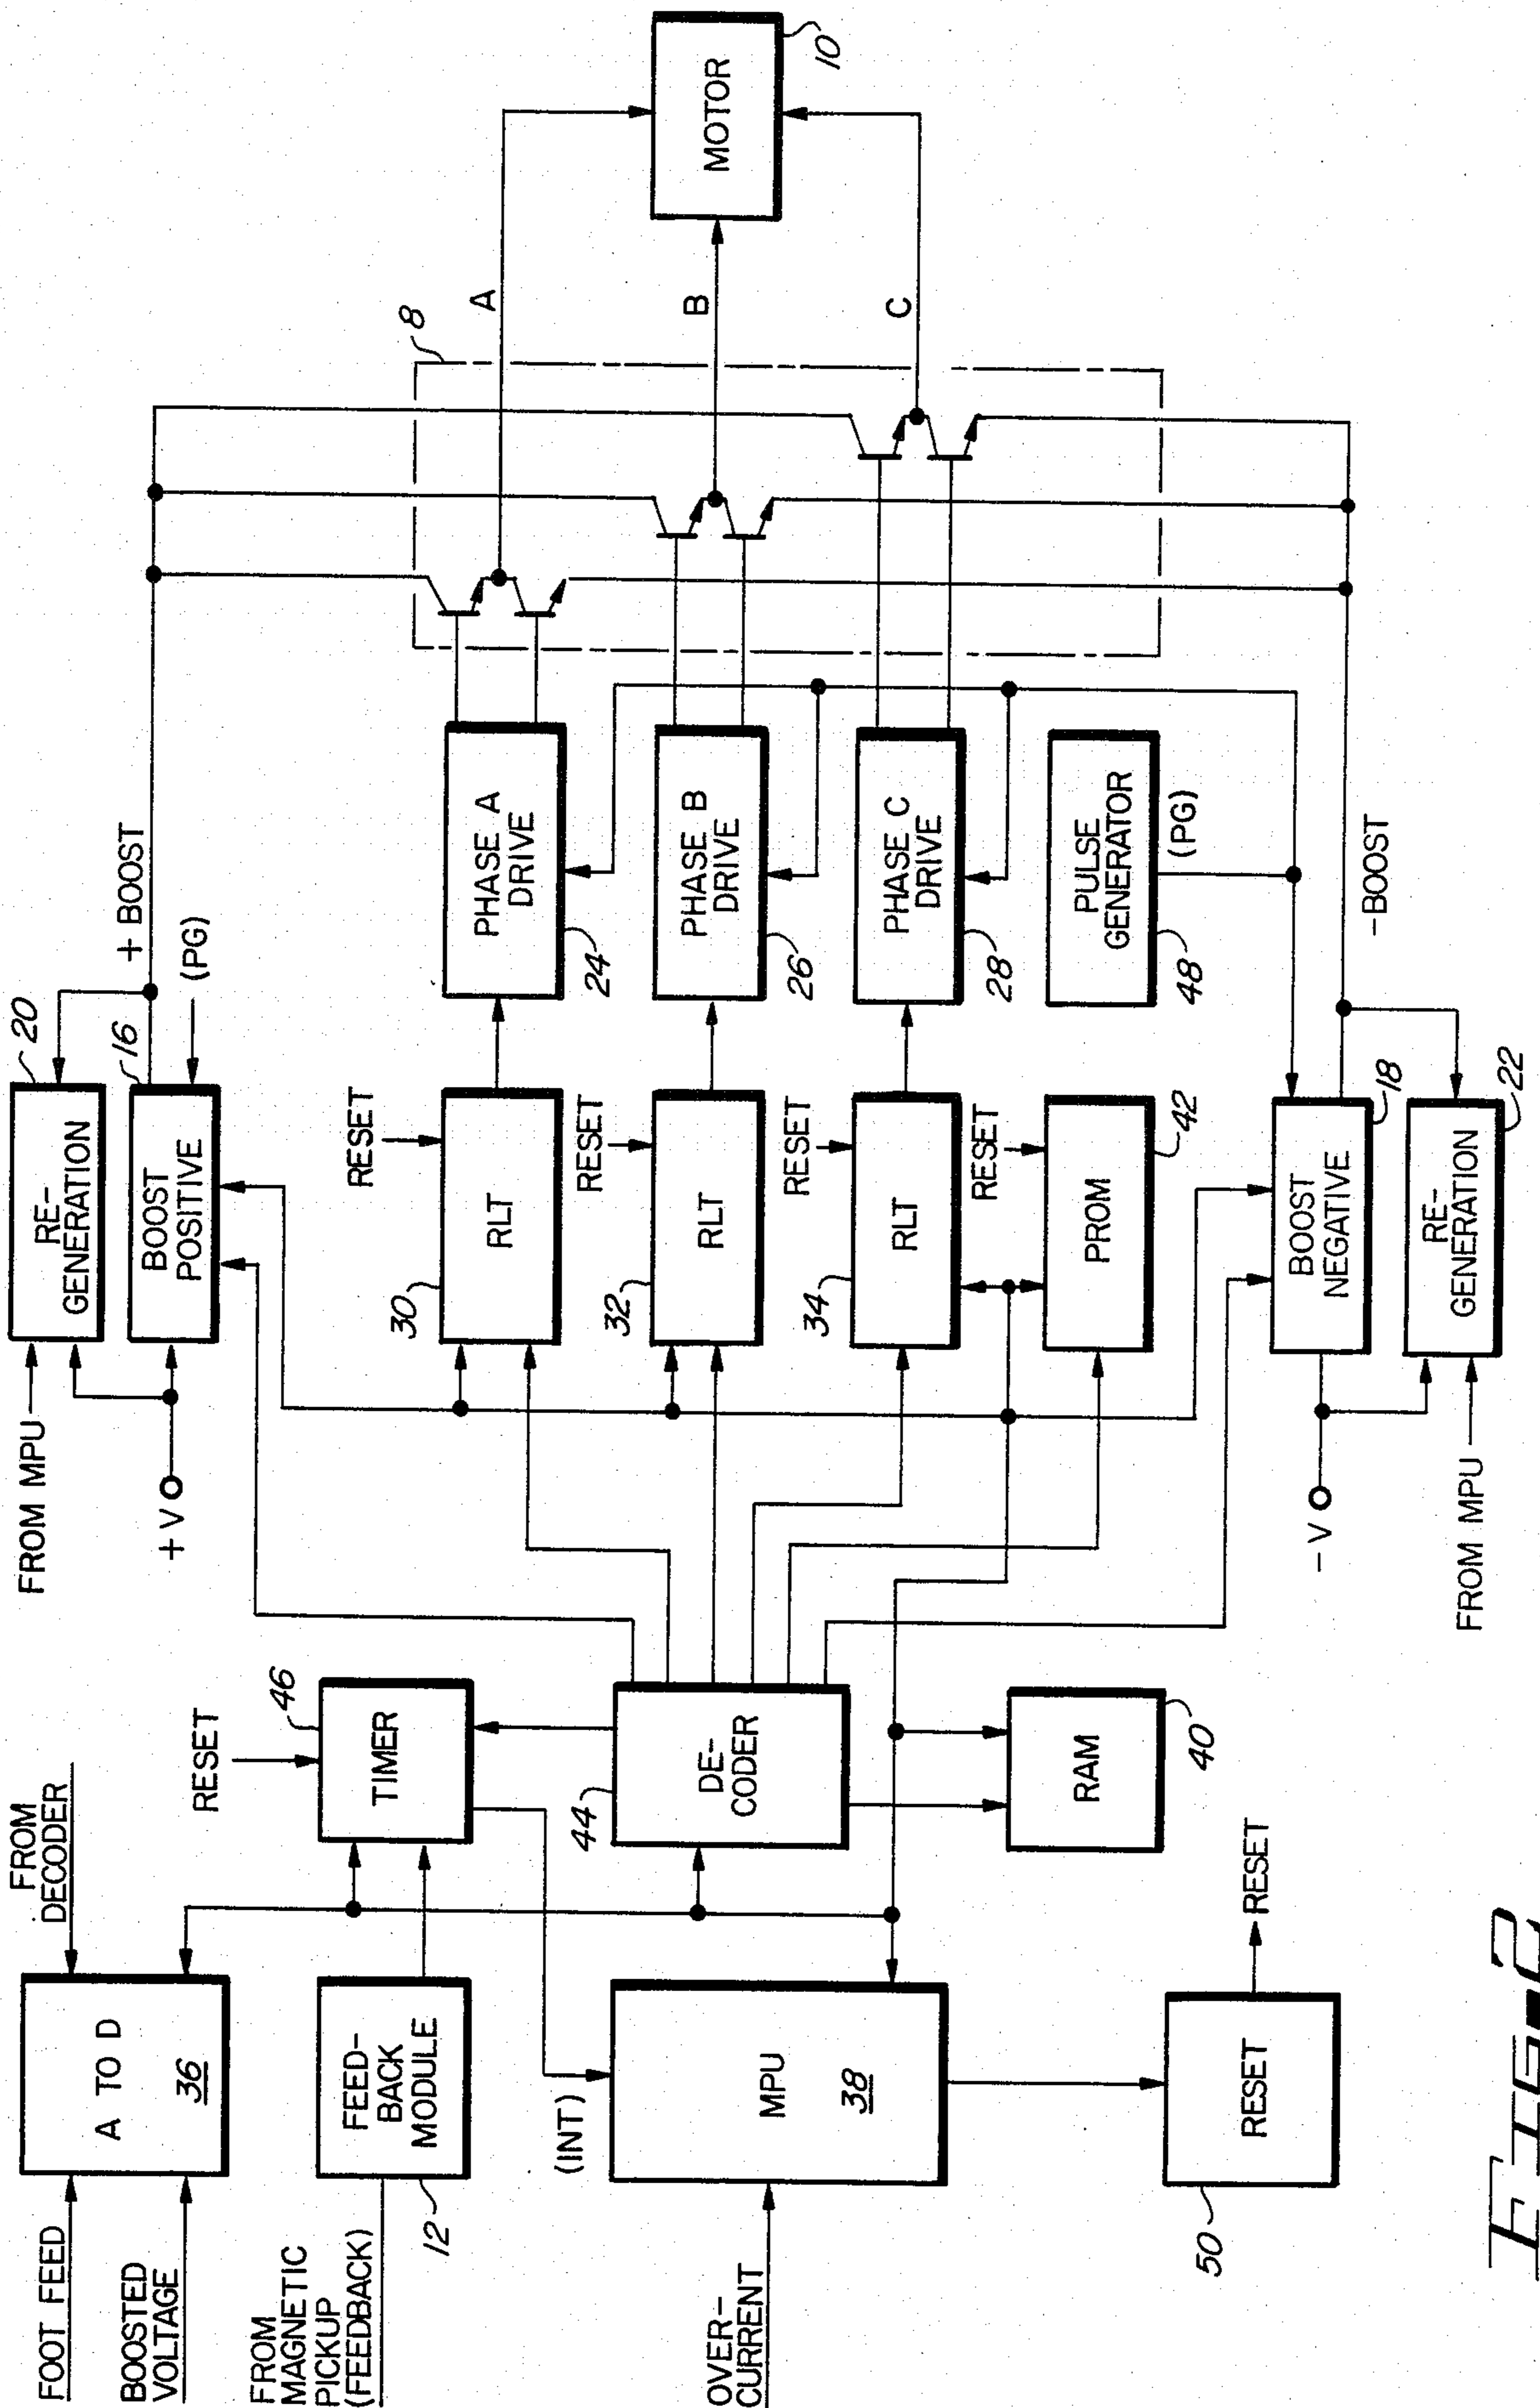 FOOT FEED
BOOSTED
VOLTAGE
FROM
DECODER
A TO D
36
FROM
MAGNETIC
PICKUP
(FEEDBACK)
FEED-
BACK
MODULE
12
RESET
TIMER
46
(INT)
OVER-
CURRENT
MPU
38
DE-
CODER
44
RAM
40
RESET
50
RESET
FROM MPU
+V
RE-
GENERATION
20
BOOST
POSITIVE
16
(PG)
+ BOOST
RESET
RLT
30
RESET
RLT
32
RESET
RLT
34
RESET
PROM
42
PHASE A
DRIVE
24
PHASE B
DRIVE
26
PHASE C
DRIVE
28
PULSE
GENERATOR
48
(PG)
-V
BOOST
NEGATIVE
18
-BOOST
FROM MPU
RE-
GENERATION
22
8
A
B
C
MOTOR
10
Fig-2